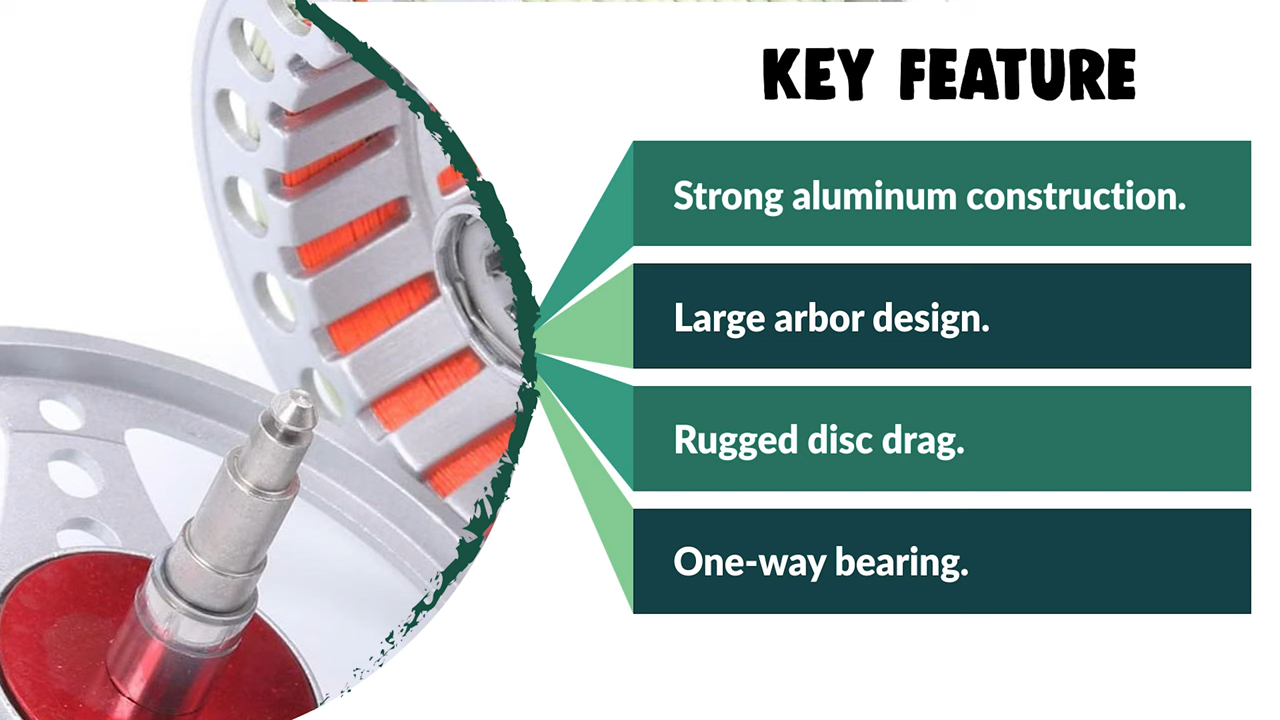 KEY FEATURE
Strong aluminum construction.
Large arbor design.
Rugged disc drag.
One-way bearing.